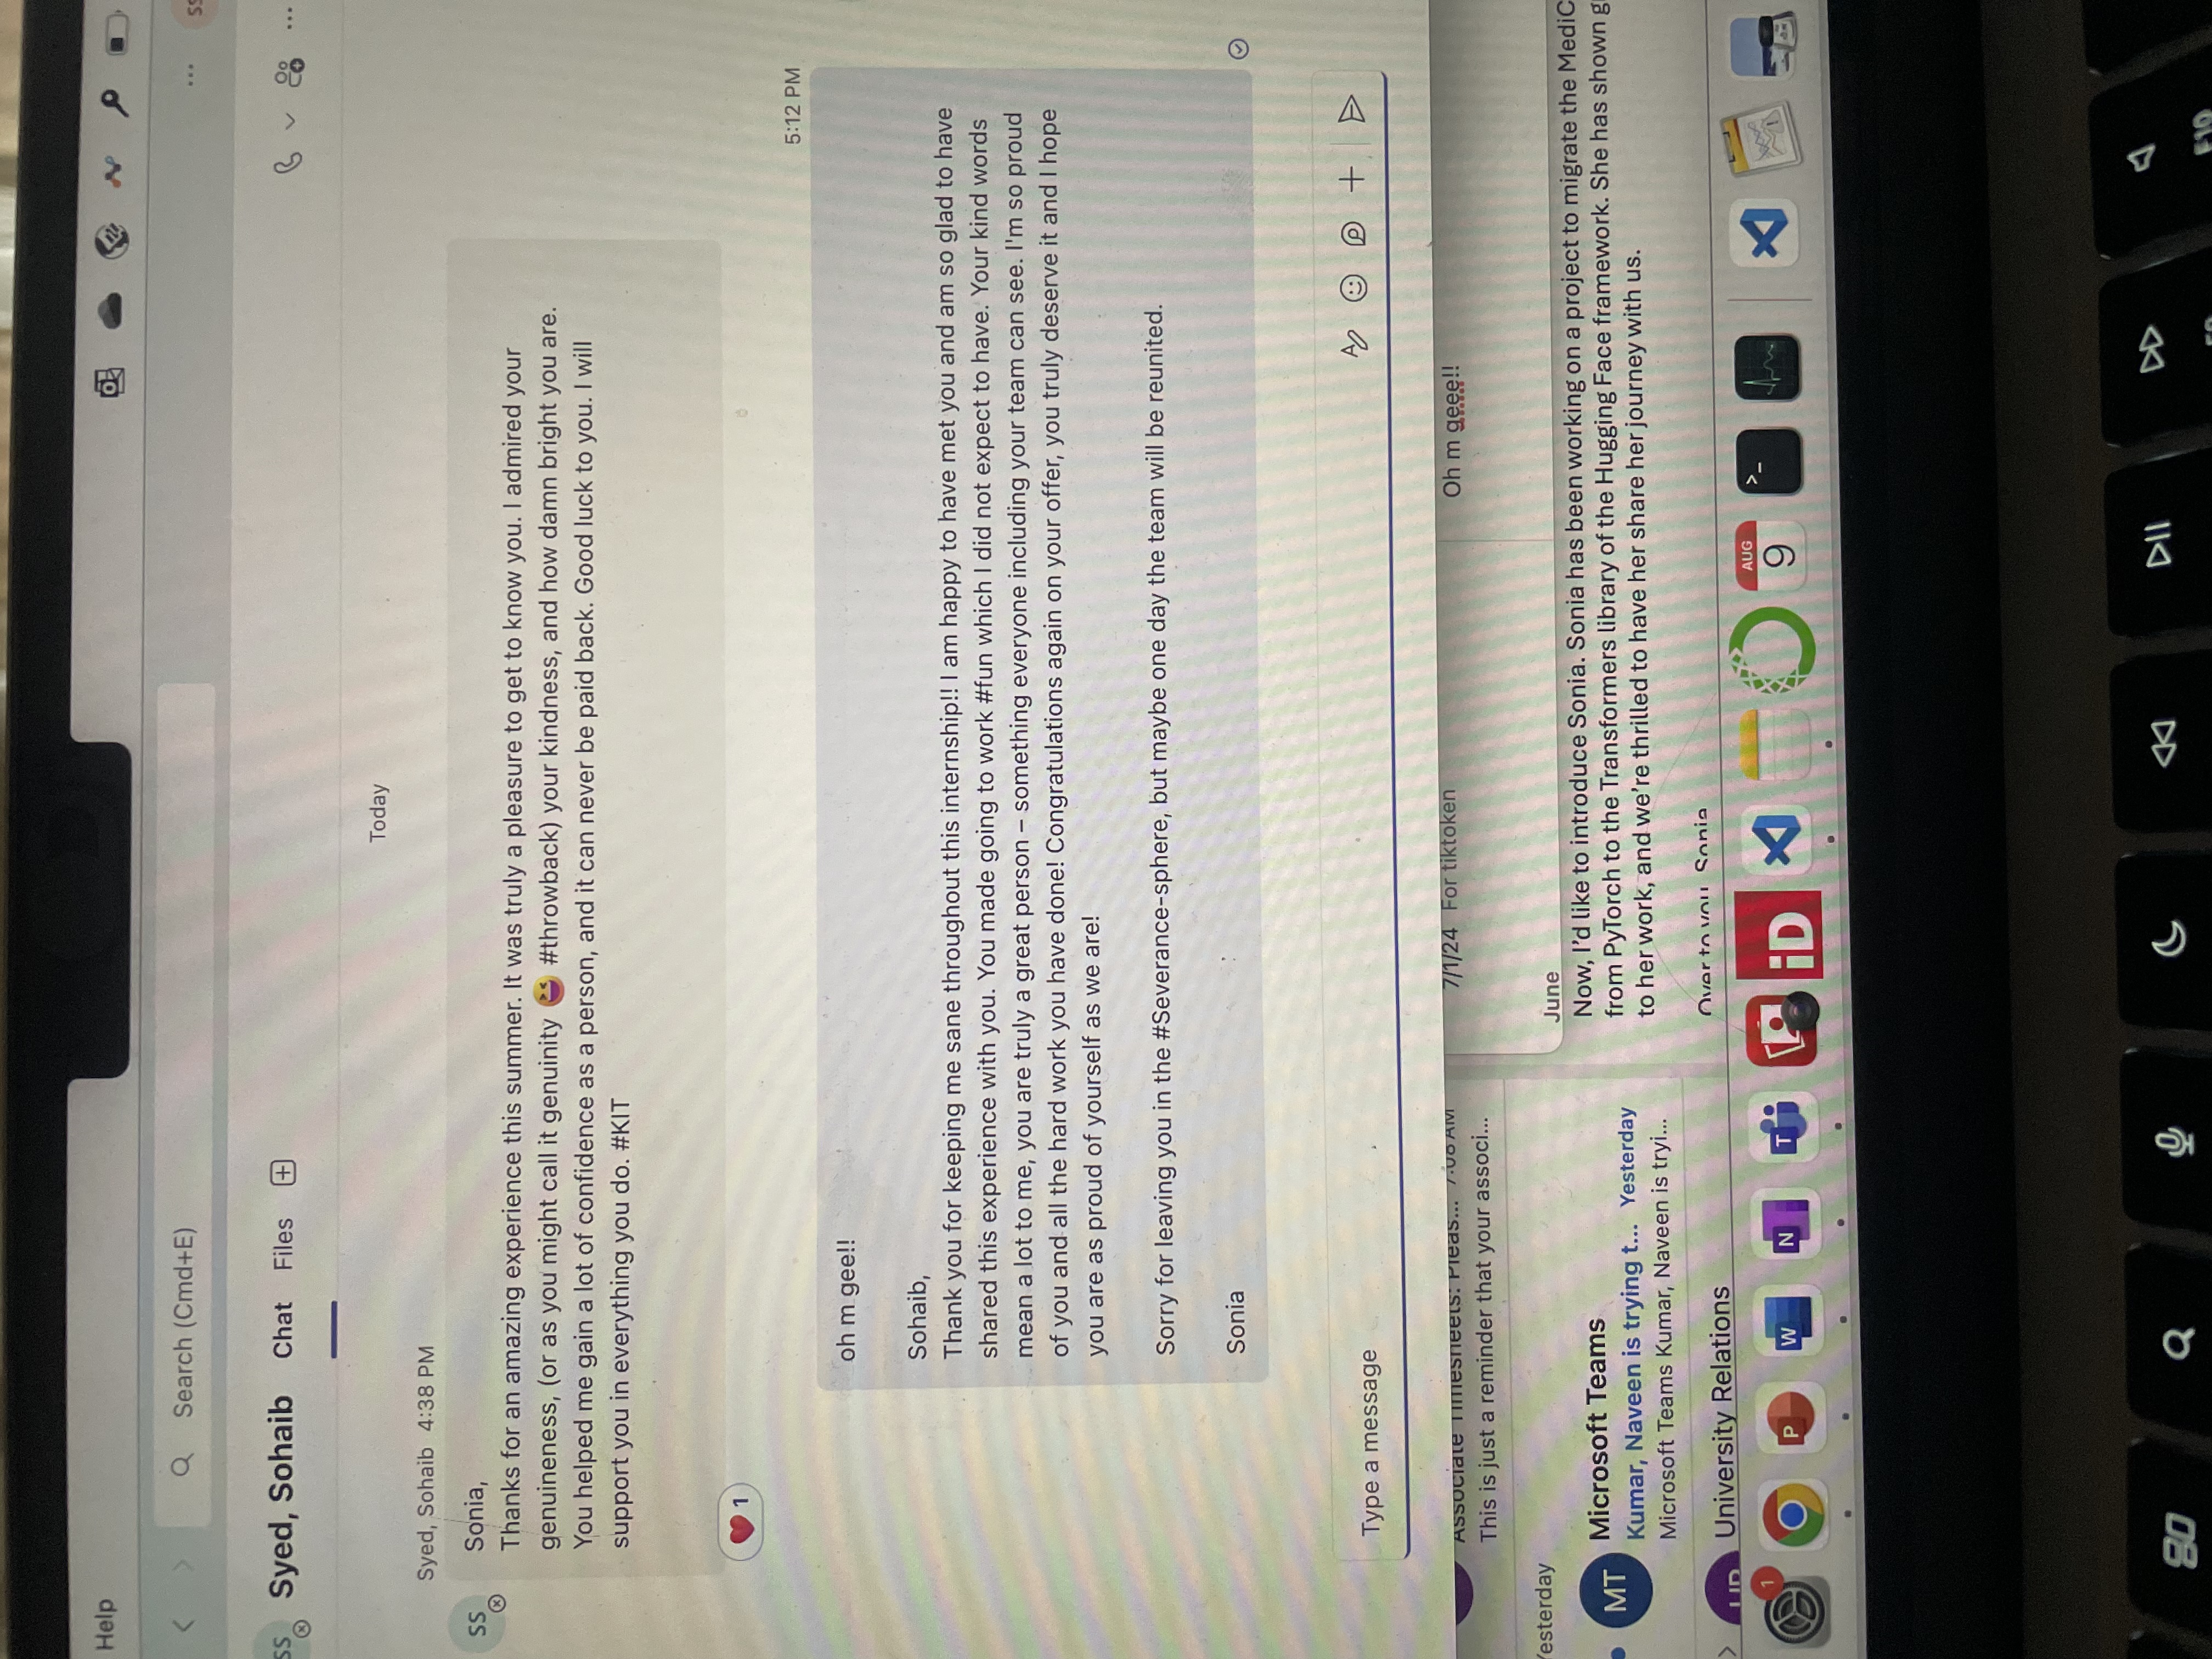 Help
Search (Cmd+E)
SS
SS
Syed, Sohaib
Chat
Files
Today
Syed, Sohaib 4:38 PM
SS
Sonia,
Thanks for an amazing experience this summer. It was truly a pleasure to get to know you. I admired your
genuineness, (or as you might call it genuinity 😆 #throwback) your kindness, and how damn bright you are.
You helped me gain a lot of confidence as a person, and it can never be paid back. Good luck to you. I will
support you in everything you do. #KIT
❤️ 1
5:12 PM
oh m gee!!
Sohaib,
Thank you for keeping me sane throughout this internship!! I am happy to have met you and am so glad to have
shared this experience with you. You made going to work #fun which I did not expect to have. Your kind words
mean a lot to me, you are truly a great person – something everyone including your team can see. I'm so proud
of you and all the hard work you have done! Congratulations again on your offer, you truly deserve it and I hope
you are as proud of yourself as we are!
Sorry for leaving you in the #Severance-sphere, but maybe one day the team will be reunited.
Sonia
Type a message
Associate Timesheets: Pleas... 7:08 AM
This is just a reminder that your associ...
7/1/24 For tiktoken
Oh m geee!!
Yesterday
June
MT
Microsoft Teams
Kumar, Naveen is trying t... Yesterday
Microsoft Teams Kumar, Naveen is tryi...
Now, I'd like to introduce Sonia. Sonia has been working on a project to migrate the MediC
from PyTorch to the Transformers library of the Hugging Face framework. She has shown g
to her work, and we're thrilled to have her share her journey with us.
Over to you, Sonia
University Relations
1
P
W
N
T
iD
AUG
9
>_
F10